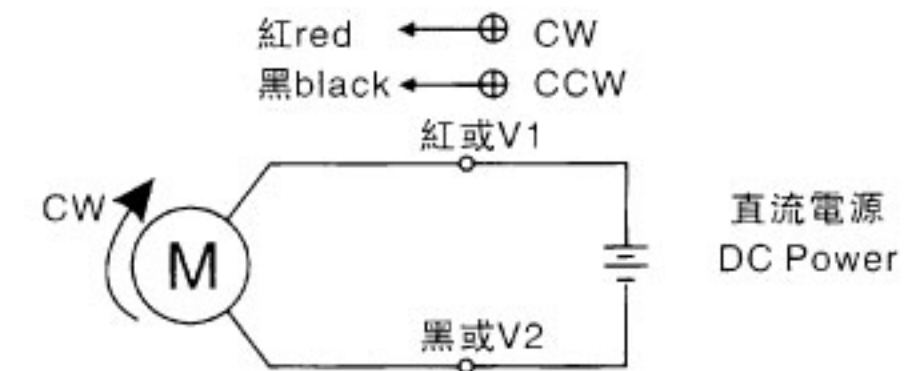 紅red ⊕ CW
黑black ⊕ CCW
紅或V1
CW
M
直流電源
DC Power
黑或V2